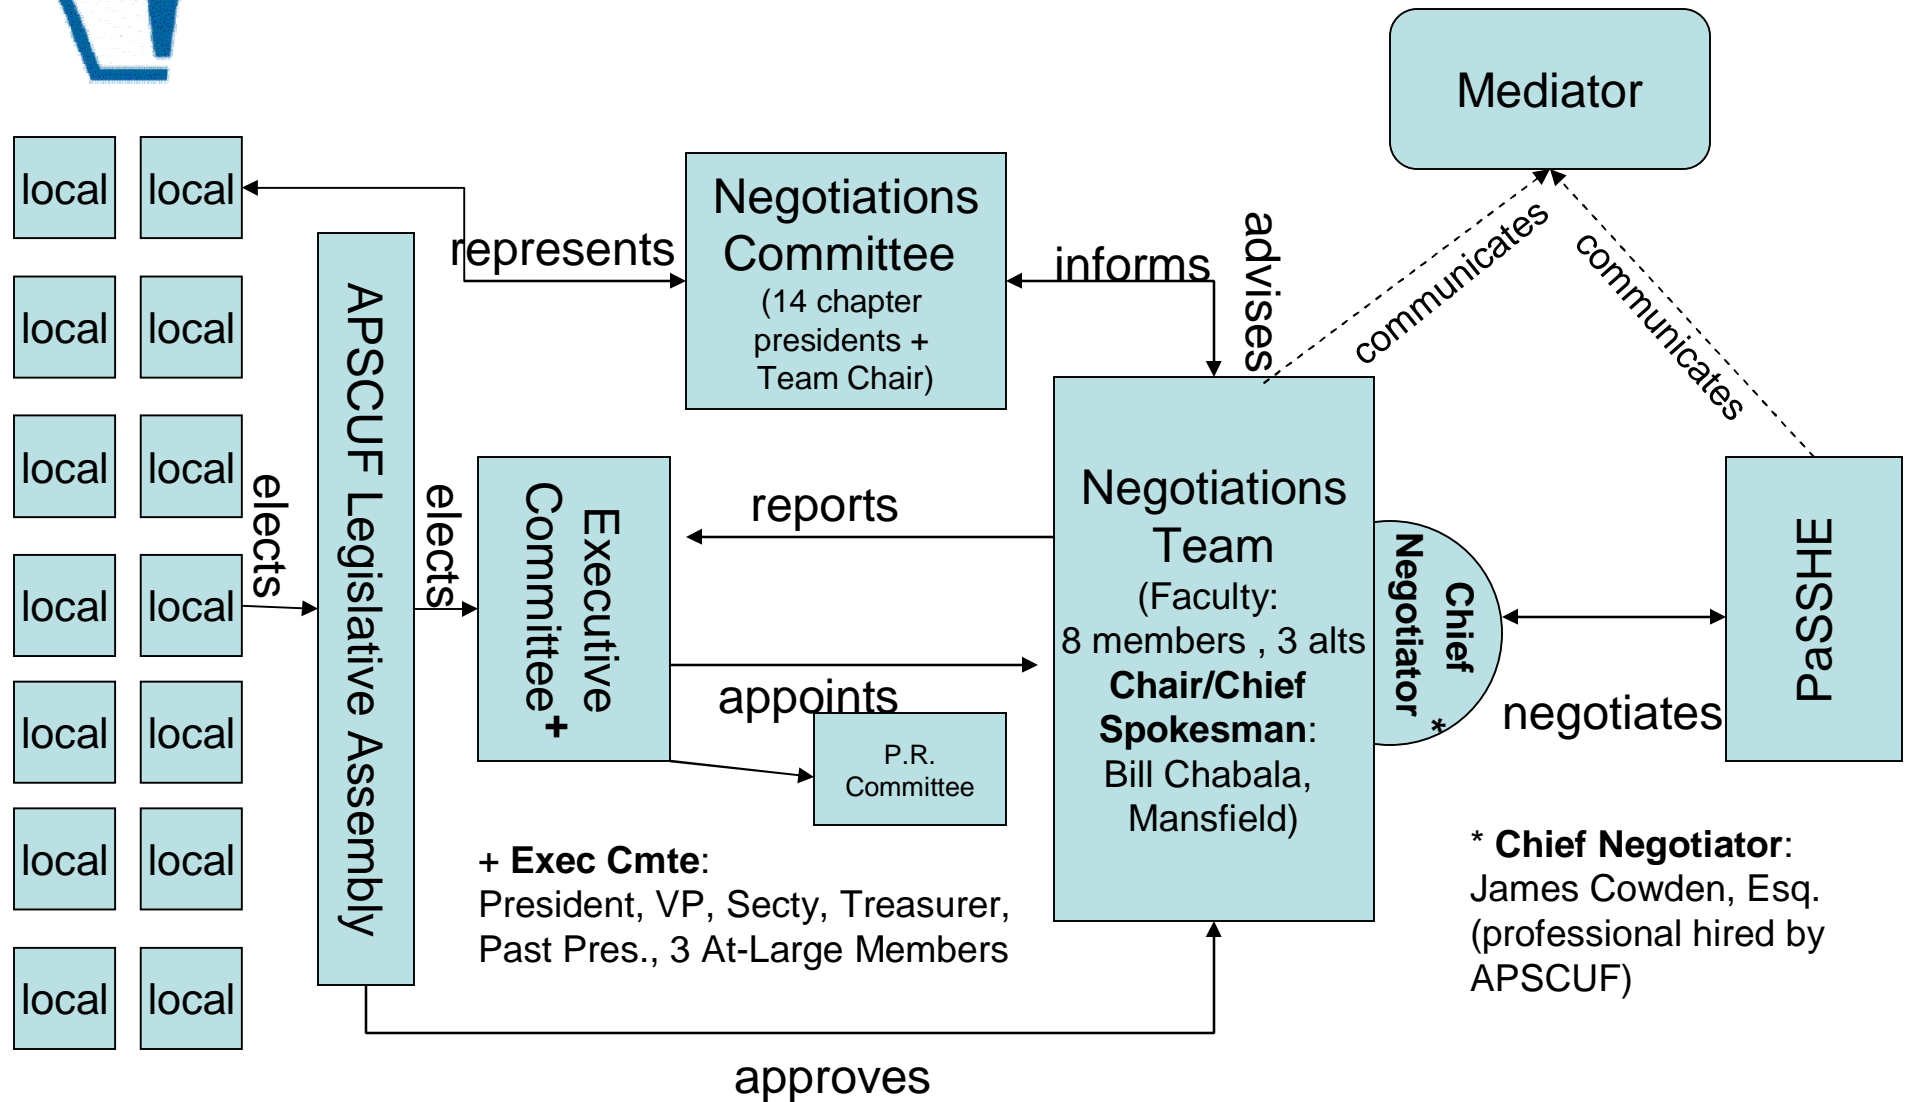 Mediator
local local
Negotiations
Committee
(14 chapter
presidents +
Team Chair)
represents
informs
advises
communicates
communicates
local local
APSCUF Legislative Assembly
local local
elects
elects
Executive
Committee+
reports
Negotiations
Team
(Faculty:
8 members , 3 alts
Chair/Chief
Spokesman:
Bill Chabala,
Mansfield)
Chief
Negotiator *
PaSSHE
local local
appoints
negotiates
local local
P.R.
Committee
local local
+ Exec Cmte:
President, VP, Secty, Treasurer,
Past Pres., 3 At-Large Members
* Chief Negotiator:
James Cowden, Esq.
(professional hired by
APSCUF)
local local
approves